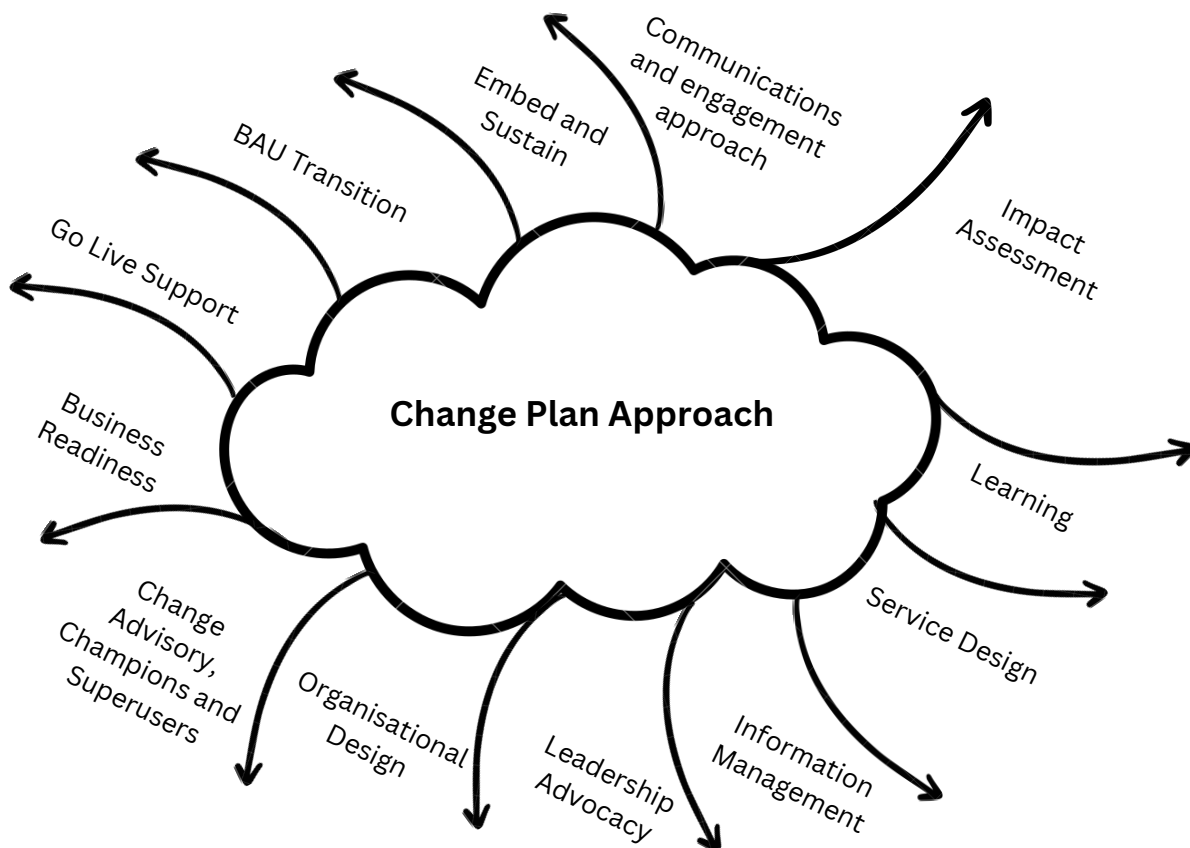 Change Plan Approach
Communications
and engagement
approach
Impact
Assessment
Learning
Service Design
Information
Management
Leadership
Advocacy
Organisational
Design
Change
Advisory,
Champions and
Superusers
Business
Readiness
Go Live Support
BAU Transition
Embed and
Sustain